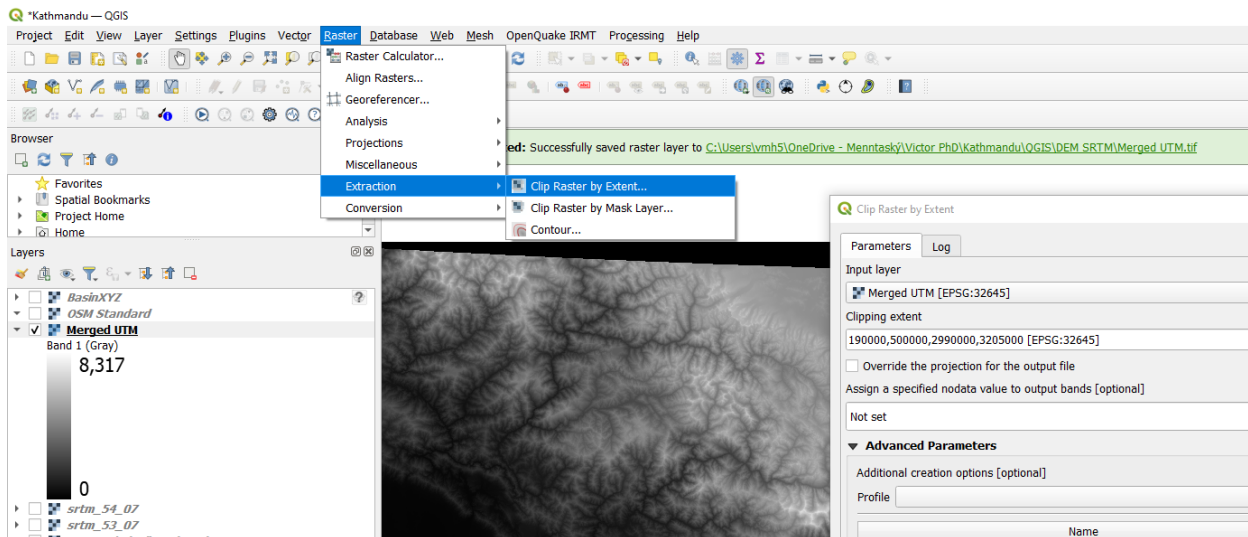 *Kathmandu — QGIS
Project Edit View Layer Settings Plugins Vector Raster Database Web Mesh OpenQuake IRMT Processing Help
Raster Calculator...
Align Rasters...
Georeferencer...
Analysis
Projections
Miscellaneous
Extraction
Conversion
Clip Raster by Extent...
Clip Raster by Mask Layer...
Contour...
ed: Successfully saved raster layer to C:\Users\vmh5\OneDrive - Menntaský\Victor PhD\Kathmandu\QGIS\DEM SRTM\Merged UTM.tif
Browser
Favorites
Spatial Bookmarks
Project Home
Home
Layers
BasinXYZ
OSM Standard
Merged UTM
Band 1 (Gray)
8,317
0
srtm_54_07
srtm_53_07
Clip Raster by Extent
Parameters Log
Input layer
Merged UTM [EPSG:32645]
Clipping extent
190000,500000,2990000,3205000 [EPSG:32645]
Override the projection for the output file
Assign a specified nodata value to output bands [optional]
Not set
Advanced Parameters
Additional creation options [optional]
Profile
Name